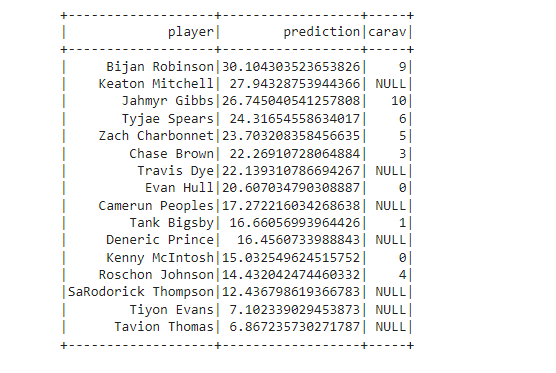 +------------------+------------------+-----+
|            player|        prediction|carav|
+------------------+------------------+-----+
|    Bijan Robinson|30.104303523653826|    9|
|   Keaton Mitchell| 27.94328753944366| NULL|
|      Jahmyr Gibbs|26.745040541257808|   10|
|      Tyjae Spears| 24.31654558634017|    6|
|   Zach Charbonnet|23.703208358456635|    5|
|       Chase Brown| 22.26910728064884|    3|
|        Travis Dye|22.139310786694267| NULL|
|         Evan Hull|20.607034790308887|    0|
|   Camerun Peoples|17.272216034268638| NULL|
|       Tank Bigsby| 16.66056993964426|    1|
|    Deneric Prince|  16.4560733988843| NULL|
|    Kenny McIntosh|15.032549624515752|    0|
|   Roschon Johnson|14.432042474460332|    4|
|SaRodorick Thompson|12.436798619366783| NULL|
|       Tiyon Evans| 7.102339029453873| NULL|
|     Tavion Thomas| 6.867235730271787| NULL|
+------------------+------------------+-----+